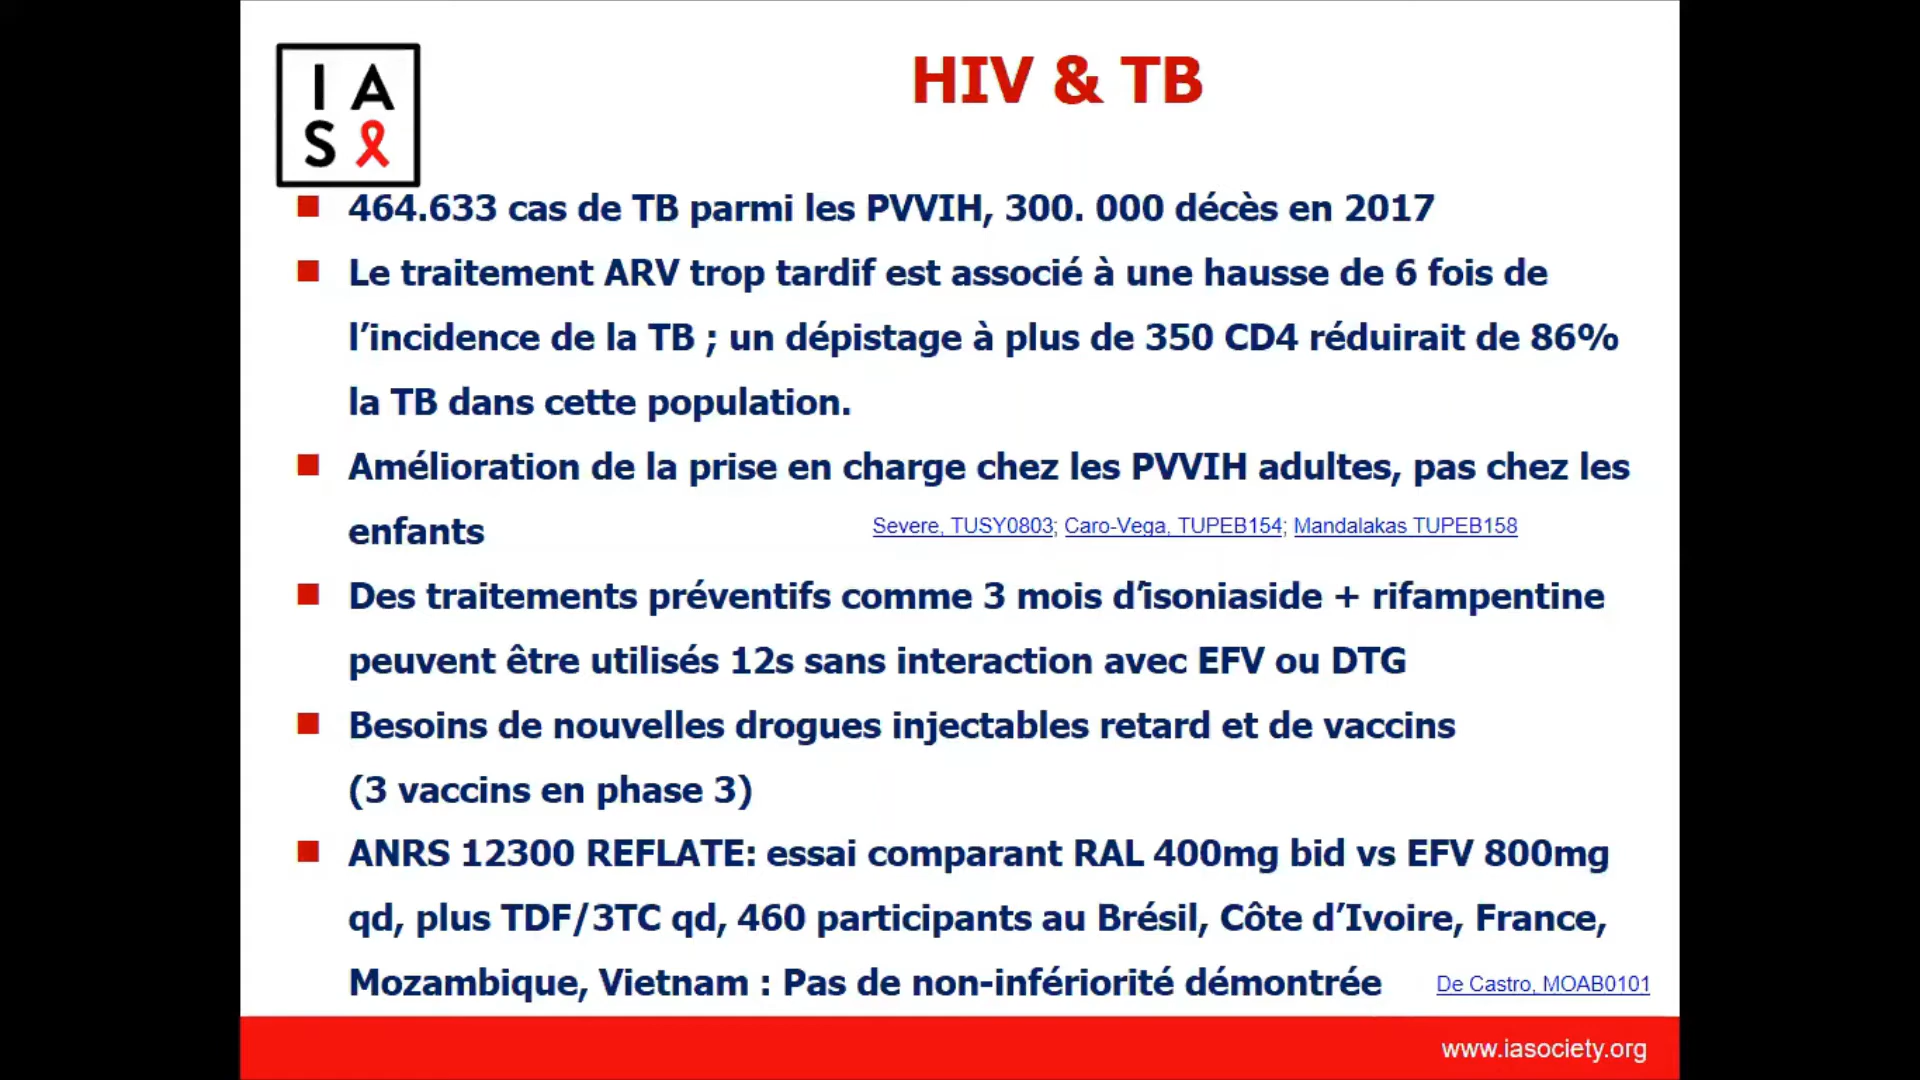 I A
S
HIV & TB
464.633 cas de TB parmi les PVVIH, 300. 000 décès en 2017
Le traitement ARV trop tardif est associé à une hausse de 6 fois de
l’incidence de la TB ; un dépistage à plus de 350 CD4 réduirait de 86%
la TB dans cette population.
Amélioration de la prise en charge chez les PVVIH adultes, pas chez les
enfants
Severe, TUSY0803; Caro-Vega, TUPEB154; Mandalakas TUPEB158
Des traitements préventifs comme 3 mois d’isoniaside + rifampentine
peuvent être utilisés 12s sans interaction avec EFV ou DTG
Besoins de nouvelles drogues injectables retard et de vaccins
(3 vaccins en phase 3)
ANRS 12300 REFLATE: essai comparant RAL 400mg bid vs EFV 800mg
qd, plus TDF/3TC qd, 460 participants au Brésil, Côte d’Ivoire, France,
Mozambique, Vietnam : Pas de non-infériorité démontrée
De Castro, MOAB0101
www.iasociety.org